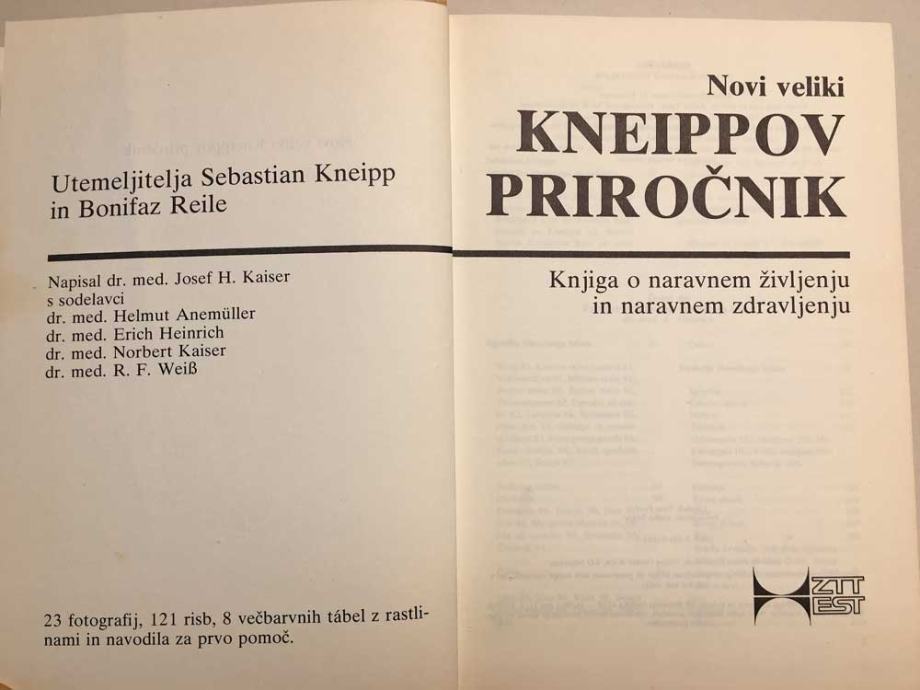 Utemeljitelja Sebastian Kneipp
in Bonifaz Reile
Napisal dr. med. Josef H. Kaiser
s sodelavci
dr. med. Helmut Anemüller
dr. med. Erich Heinrich
dr. med. Norbert Kaiser
dr. med. R. F. Weiß
23 fotografij, 121 risb, 8 večbarvnih tábel z rastli-
nami in navodila za prvo pomoč.
Novi veliki
KNEIPPOV
PRIROČNIK
Knjiga o naravnem življenju
in naravnem zdravljenju
ZTT
EST